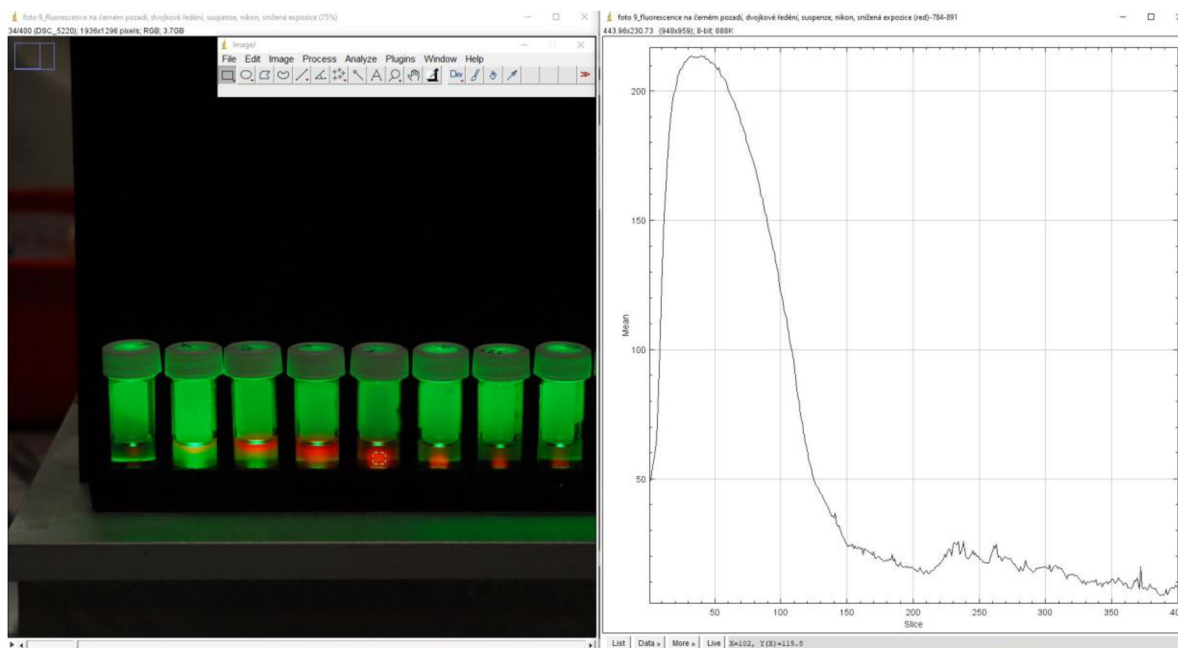 foto 9_fluorescence na černém pozadí, dvojkové ředění, suspenze, nikon, snížená expozice (75%)
34/400 (DSC_5220); 1936x1296 pixels; RGB; 3.7GB
ImageJ
File Edit Image Process Analyze Plugins Window Help
Dev
foto 9_fluorescence na černém pozadí, dvojkové ředění, suspenze, nikon, snížená expozice (red)-784-891
443.96x230.73 (948x959); 8-bit; 888K
200
150
100
50
Mean
50 100 150 200 250 300 350 400
Slice
List Data » More » Live X=102, Y(X)=115.8